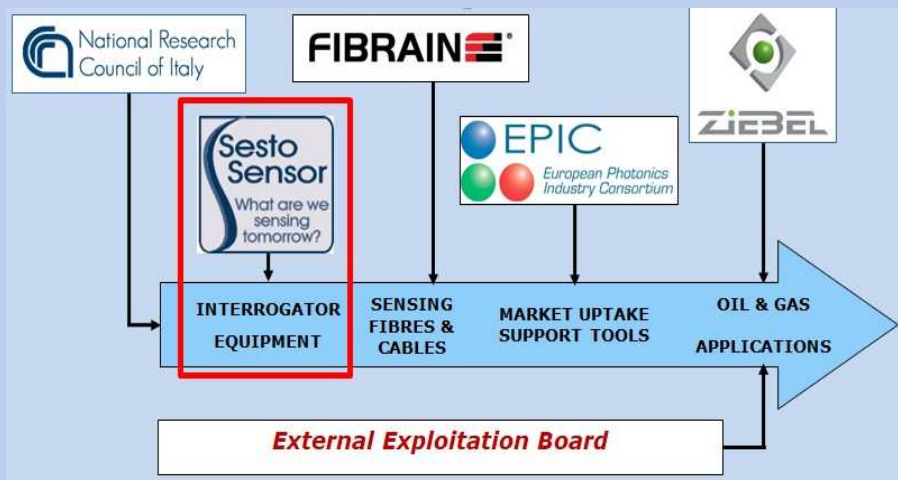 National Research
Council of Italy
FIBRAIN®
ZiEBEL
Sesto
Sensor
What are we
sensing
tomorrow?
EPIC
European Photonics
Industry Consortium
INTERROGATOR
EQUIPMENT
SENSING
FIBRES &
CABLES
MARKET UPTAKE
SUPPORT TOOLS
OIL & GAS
APPLICATIONS
External Exploitation Board